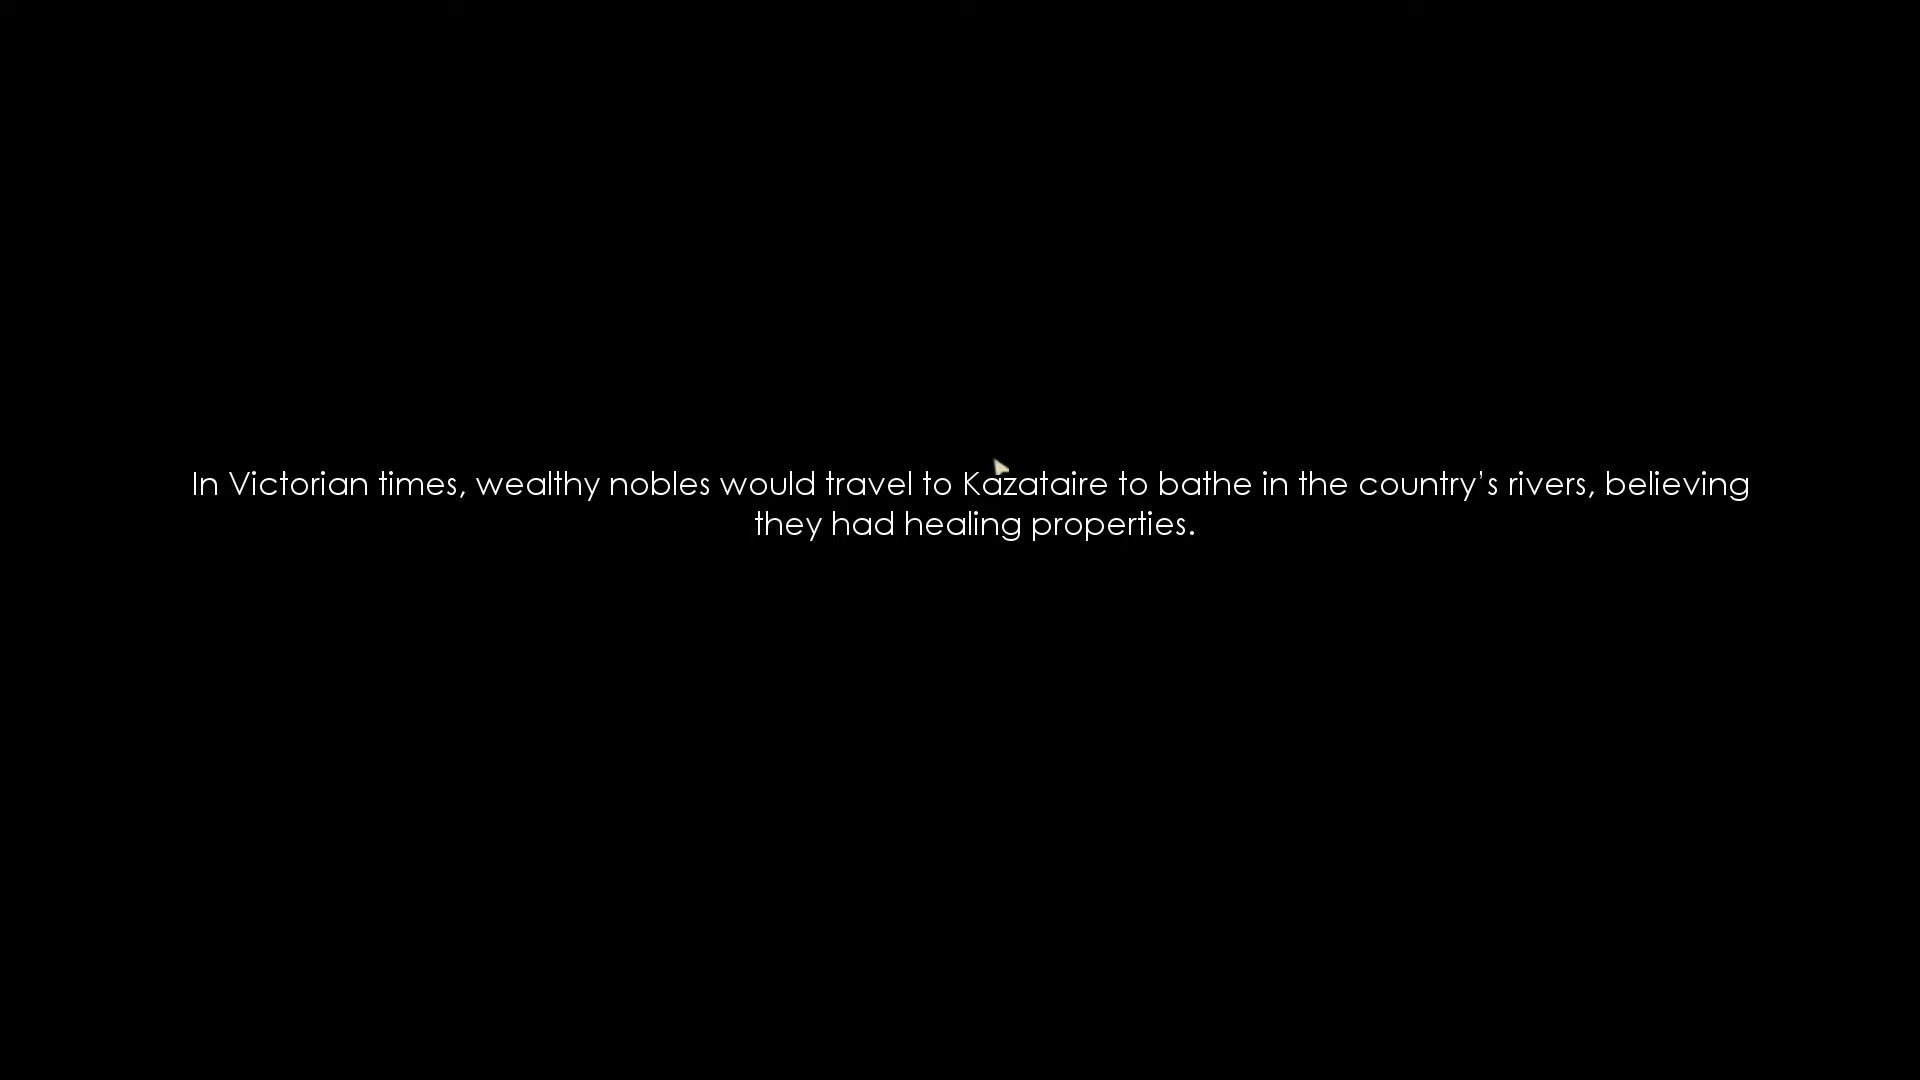 In Victorian times, wealthy nobles would travel to Kazataire to bathe in the country's rivers, believing
they had healing properties.